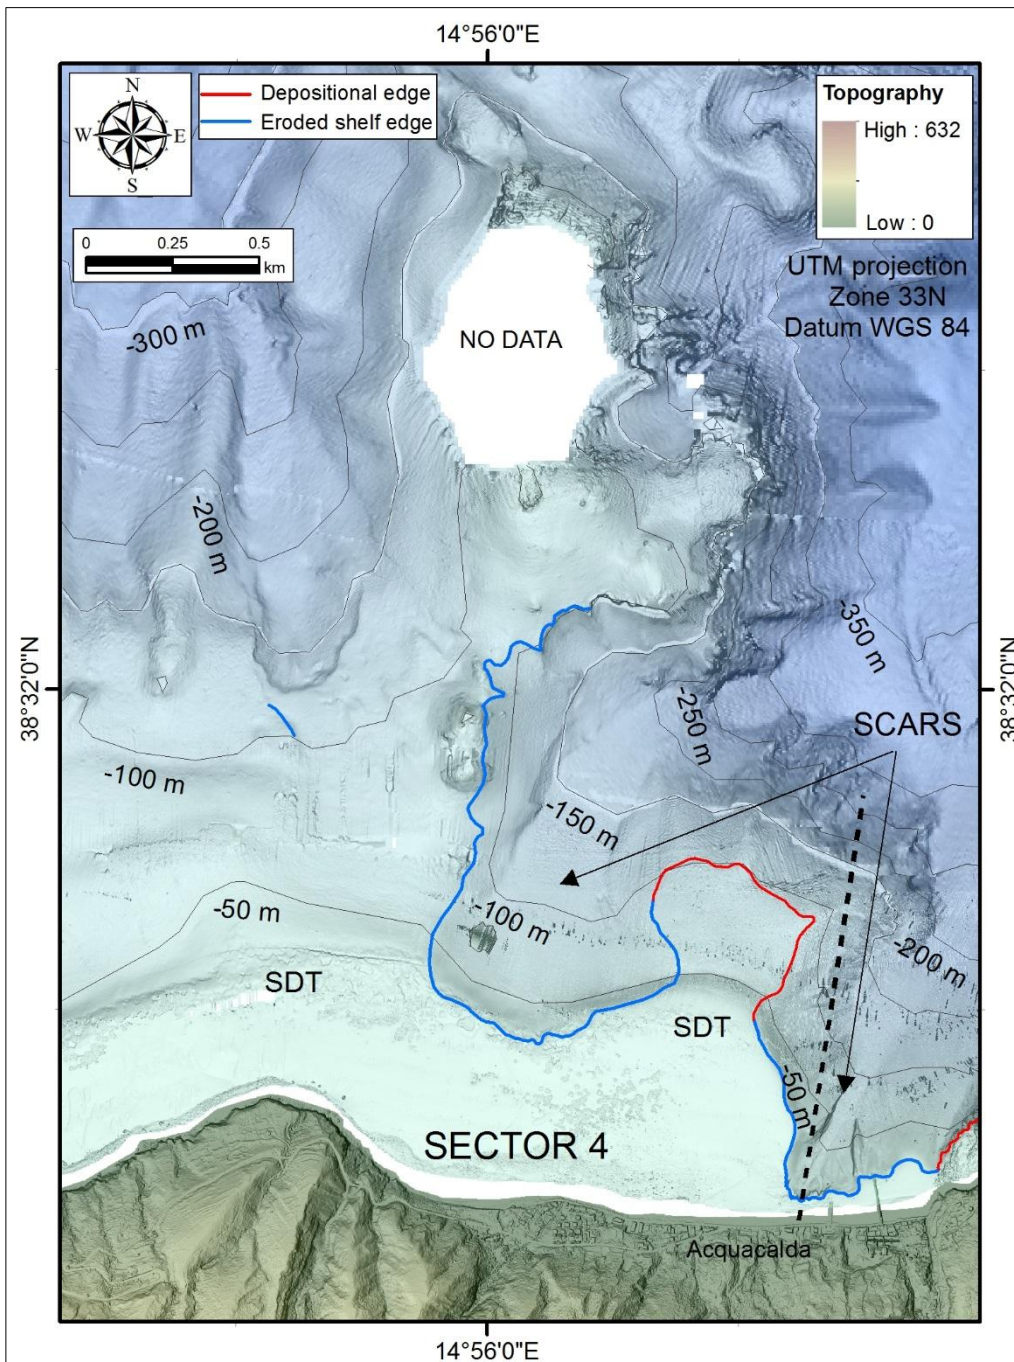 14°56'0"E
N
W
E
S
Depositional edge
Eroded shelf edge
Topography
High : 632
Low : 0
0 0.25 0.5
km
UTM projection
Zone 33N
Datum WGS 84
-300 m
NO DATA
-200 m
-350 m
38°32'0"N
38°32'0"N
-250 m
SCARS
-100 m
-150 m
-50 m
-100 m
-200 m
SDT
SDT
-50 m
SECTOR 4
Acquacalda
14°56'0"E